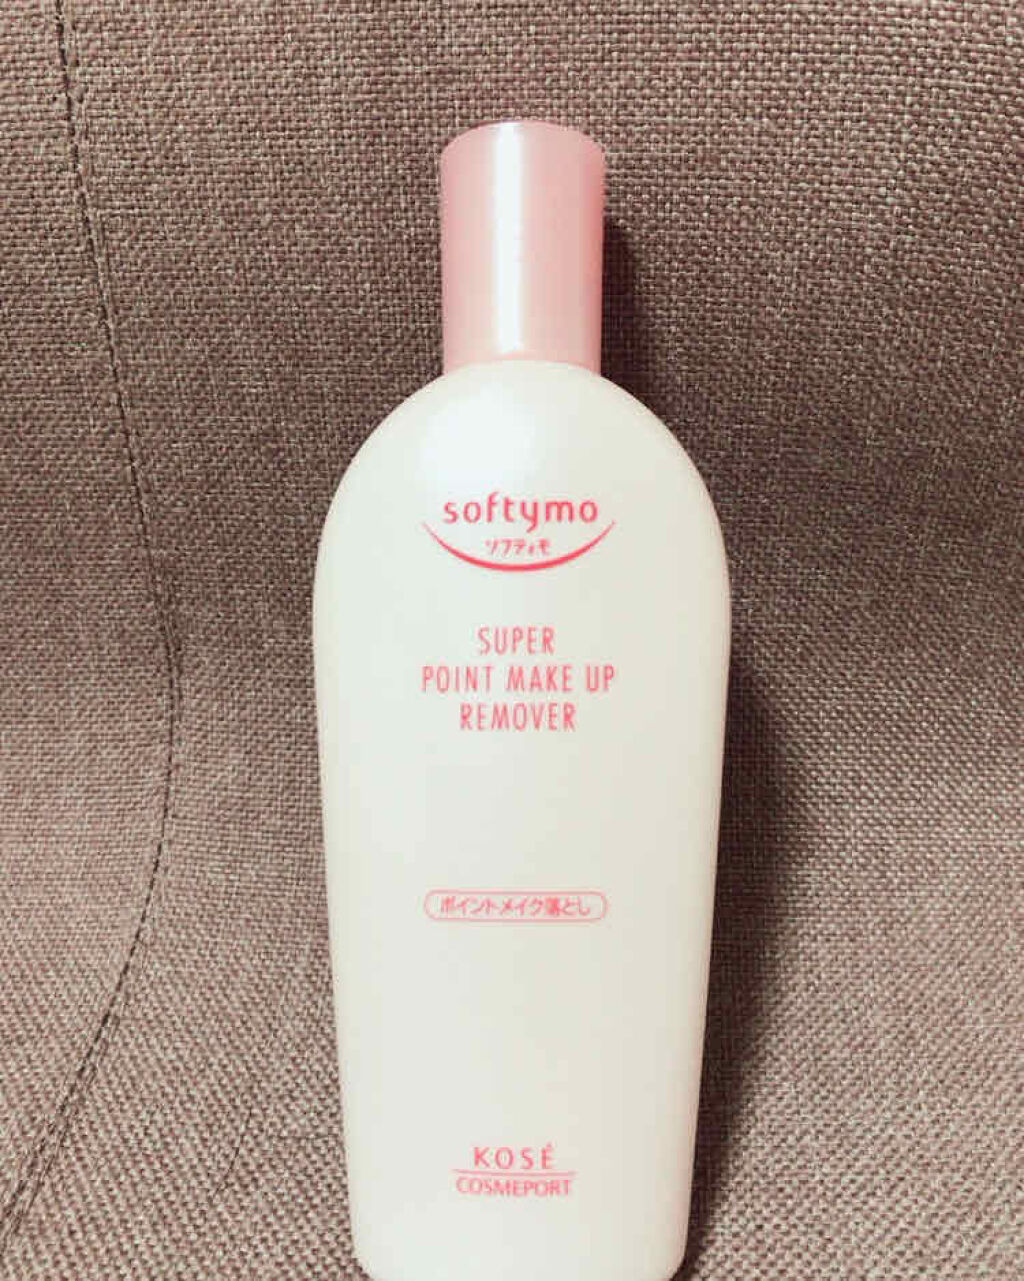 softymo
ソフティモ
SUPER
POINT MAKE UP
REMOVER
ポイントメイク落とし
KOSÉ
COSMEPORT